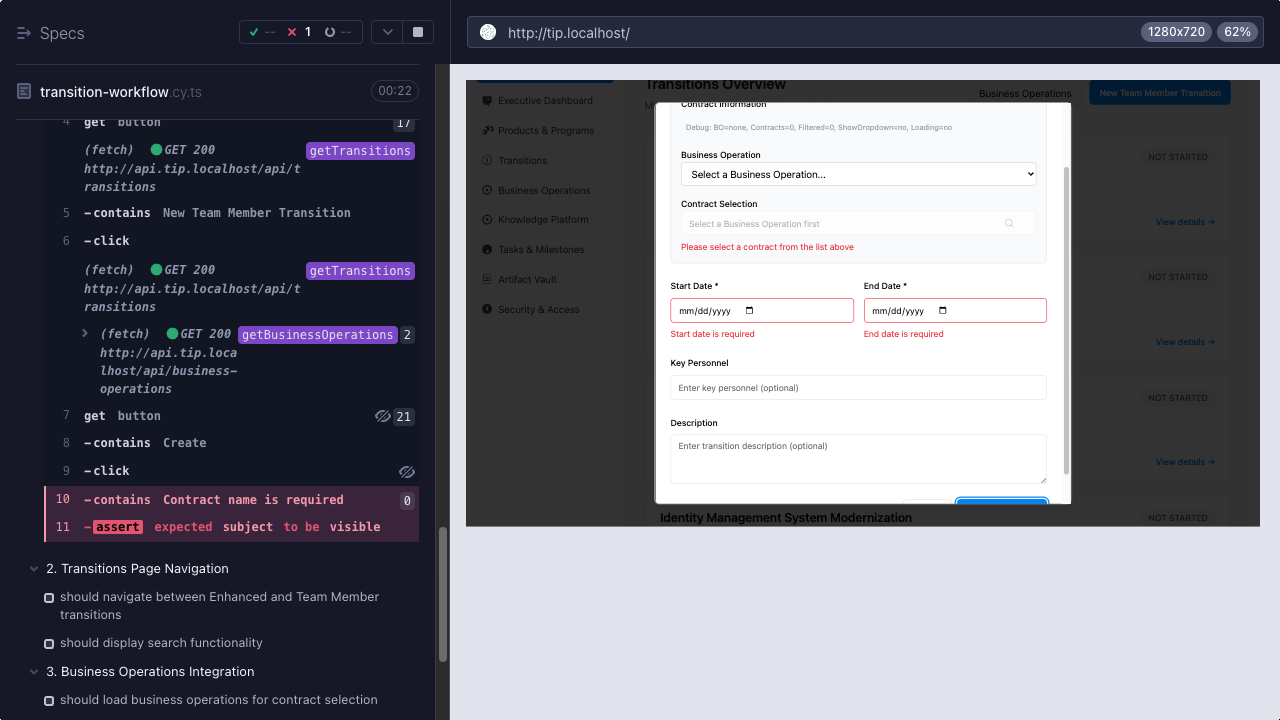 Specs
-- 1 --
http://tip.localhost/
1280x720
62%
transition-workflow.cy.ts
00:22
4 get button 17
(fetch) GET 200 getTransitions
http://api.tip.localhost/api/t
ransitions
5 -contains New Team Member Transition
6 -click
(fetch) GET 200 getTransitions
http://api.tip.localhost/api/t
ransitions
(fetch) GET 200 getBusinessOperations 2
http://api.tip.loca
lhost/api/business-
operations
7 get button 21
8 -contains Create
9 -click
10 -contains Contract name is required 0
11 -assert expected subject to be visible
2. Transitions Page Navigation
should navigate between Enhanced and Team Member
transitions
should display search functionality
3. Business Operations Integration
should load business operations for contract selection
Executive Dashboard
Products & Programs
Transitions
Business Operations
Knowledge Platform
Tasks & Milestones
Artifact Vault
Security & Access
Transitions Overview
Business Operations
New Team Member Transition
Contract Information
Debug: BO=none, Contracts=0, Filtered=0, ShowDropdown=no, Loading=no
Business Operation
Select a Business Operation...
Contract Selection
Select a Business Operation first
Please select a contract from the list above
Start Date *
End Date *
mm/dd/yyyy
mm/dd/yyyy
Start date is required
End date is required
Key Personnel
Enter key personnel (optional)
Description
Enter transition description (optional)
NOT STARTED
View details →
NOT STARTED
View details →
NOT STARTED
View details →
Identity Management System Modernization
NOT STARTED